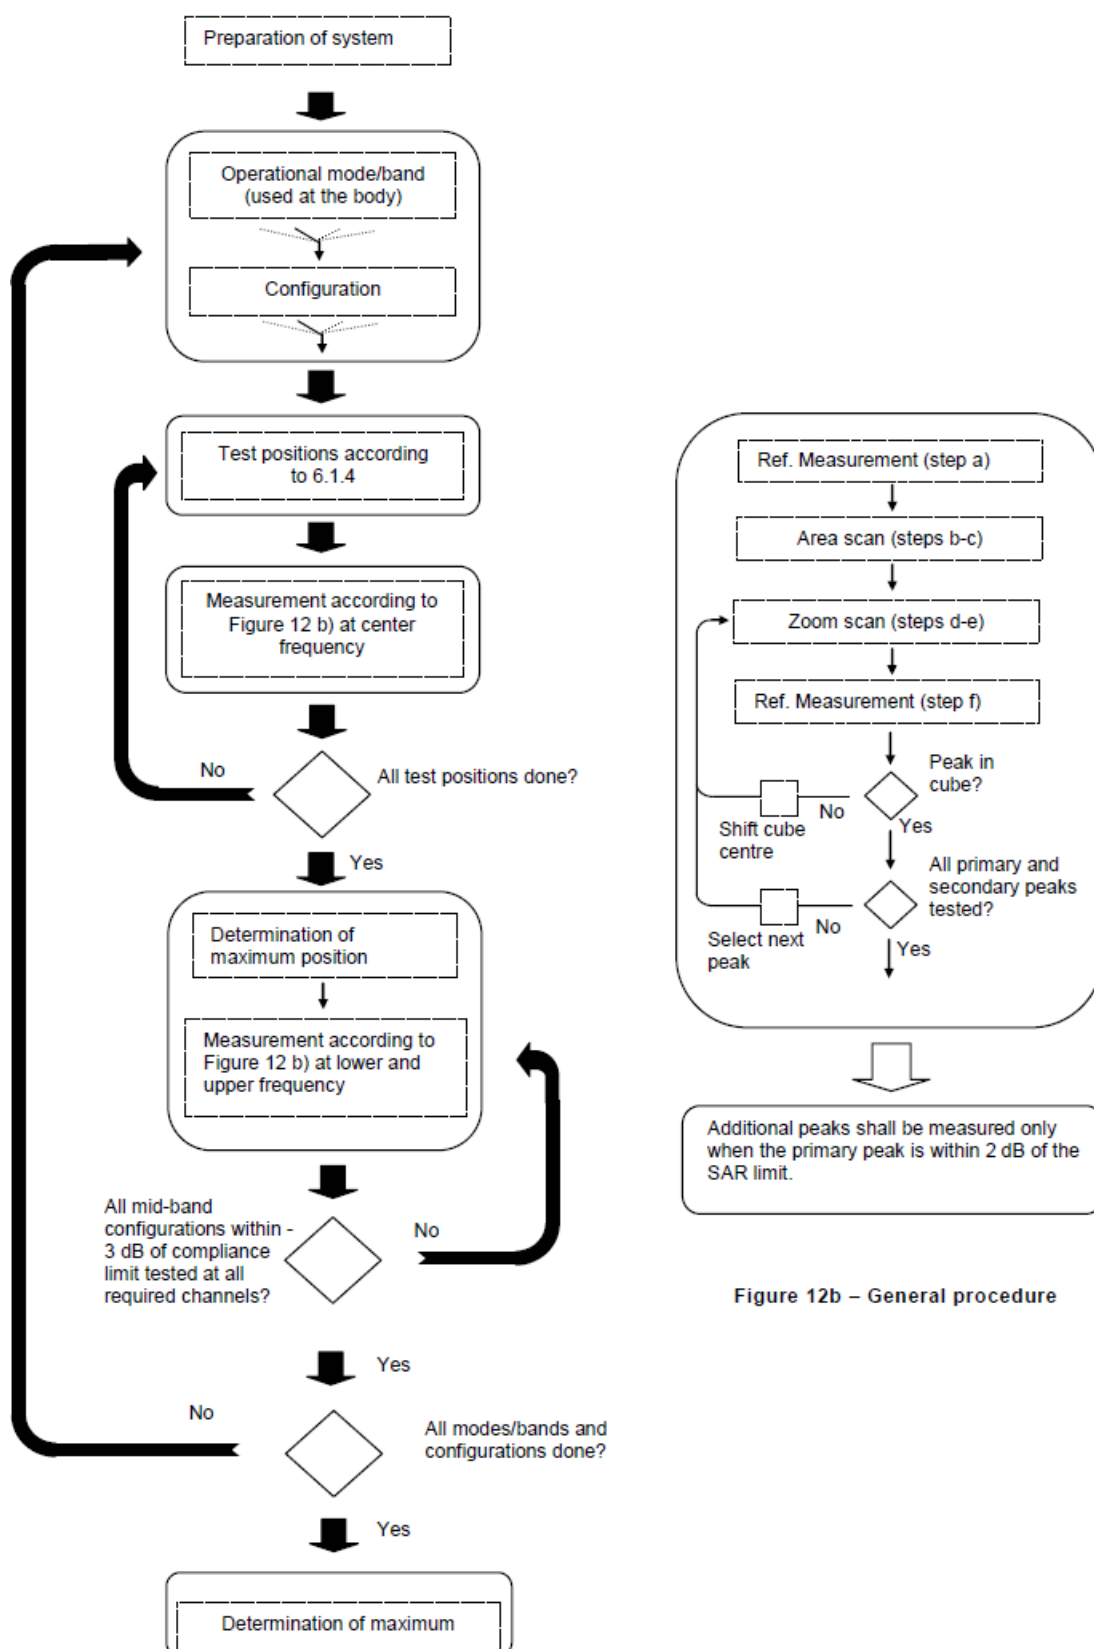 Preparation of system
Operational mode/band
(used at the body)
Configuration
Test positions according
to 6.1.4
Measurement according to
Figure 12 b) at center
frequency
No
All test positions done?
Yes
Determination of
maximum position
Measurement according to
Figure 12 b) at lower and
upper frequency
All mid-band
configurations within -
3 dB of compliance
limit tested at all
required channels?
No
Yes
No
All modes/bands and
configurations done?
Yes
Determination of maximum
Ref. Measurement (step a)
Area scan (steps b-c)
Zoom scan (steps d-e)
Ref. Measurement (step f)
Peak in
cube?
No
Yes
Shift cube
centre
All primary and
secondary peaks
tested?
No
Yes
Select next
peak
Additional peaks shall be measured only
when the primary peak is within 2 dB of the
SAR limit.
Figure 12b – General procedure